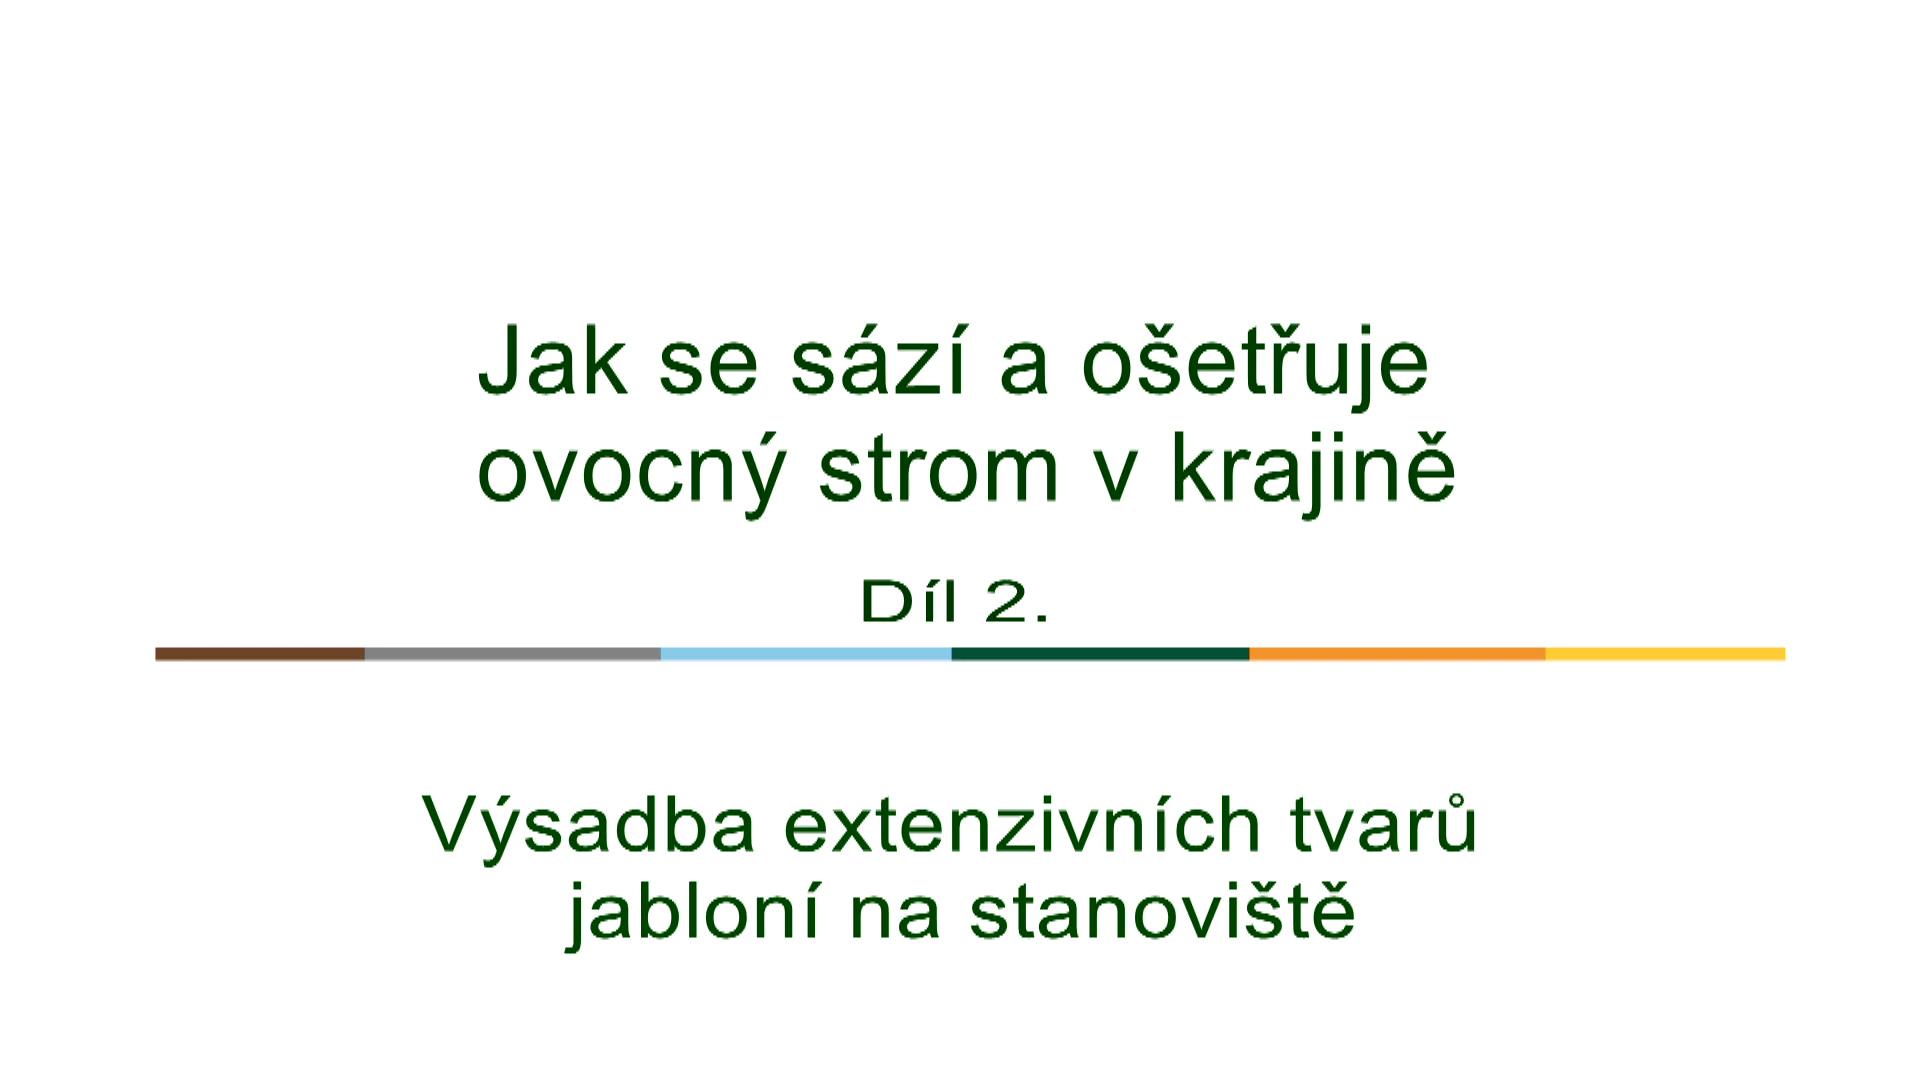 Jak se sází a ošetřuje
ovocný strom v krajině
Díl 2.
Výsadba extenzivních tvarů
jabloní na stanoviště